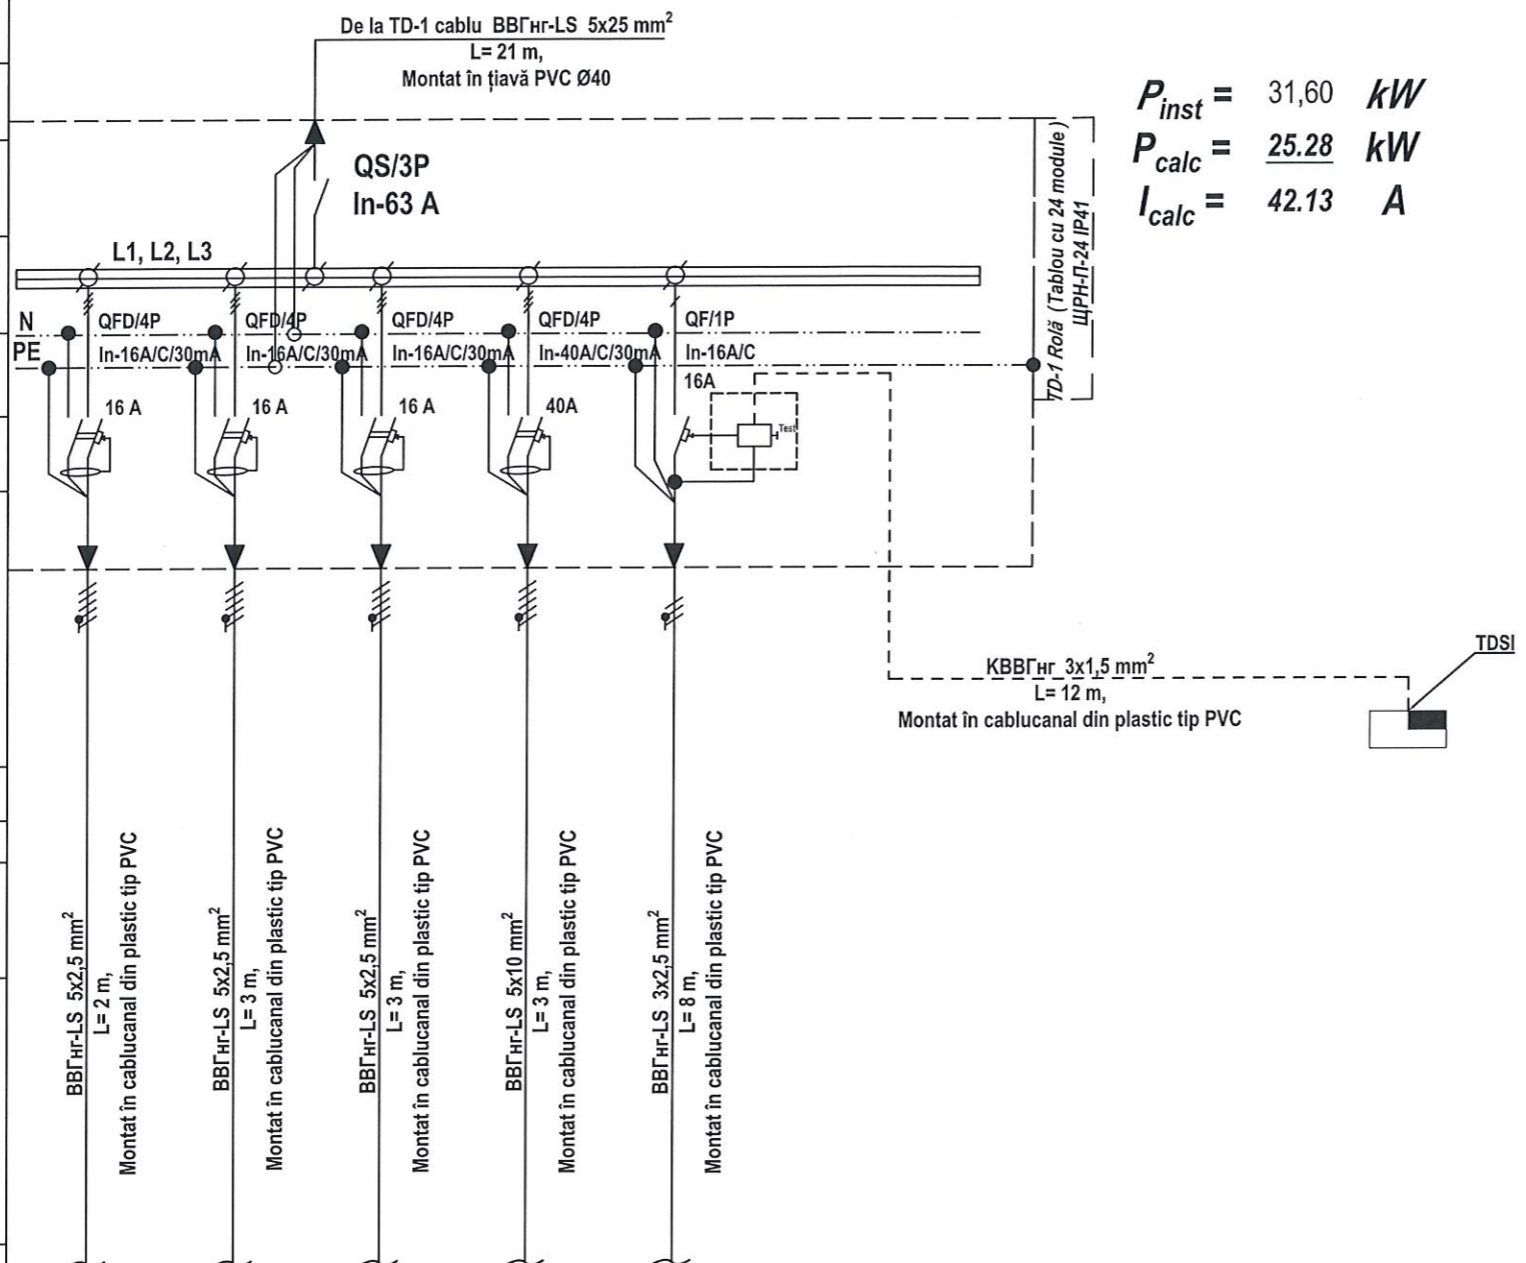 De la TD-1 cablu ВВГнг-LS 5x25 mm²
L= 21 m,
Montat în țiavă PVC Ø40
P inst = 31,60 kW
P calc = 25.28 kW
I calc = 42.13 A
QS/3P
In-63 A
TD-1 Rolă (Tablou cu 24 module)
ЩРН-П-24 IP41
L1, L2, L3
N
QFD/4P
QFD/4P
QFD/4P
QFD/4P
QF/1P
PE
In-16A/C/30mA
In-16A/C/30mA
In-16A/C/30mA
In-40A/C/30mA
In-16A/C
16 A
16 A
16 A
40A
16A
Test
TDSI
КВВГнг 3x1,5 mm²
L= 12 m,
Montat în cablucanal din plastic tip PVC
ВВГнг-LS 5x2,5 mm²
L= 2 m,
Montat în cablucanal din plastic tip PVC
ВВГнг-LS 5x2,5 mm²
L= 3 m,
Montat în cablucanal din plastic tip PVC
ВВГнг-LS 5x2,5 mm²
L= 3 m,
Montat în cablucanal din plastic tip PVC
ВВГнг-LS 5x10 mm²
L= 3 m,
Montat în cablucanal din plastic tip PVC
ВВГнг-LS 3x2,5 mm²
L= 8 m,
Montat în cablucanal din plastic tip PVC